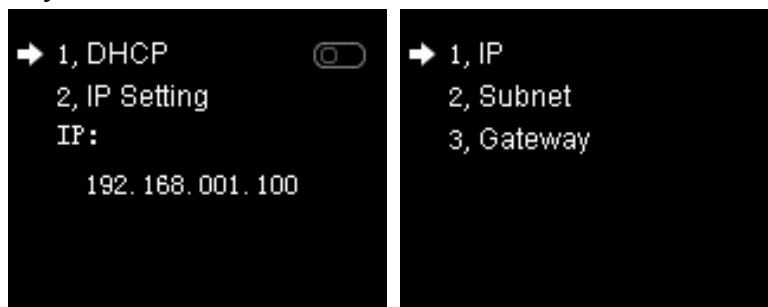 1, DHCP
2, IP Setting
IP:
192.168.001.100
1, IP
2, Subnet
3, Gateway